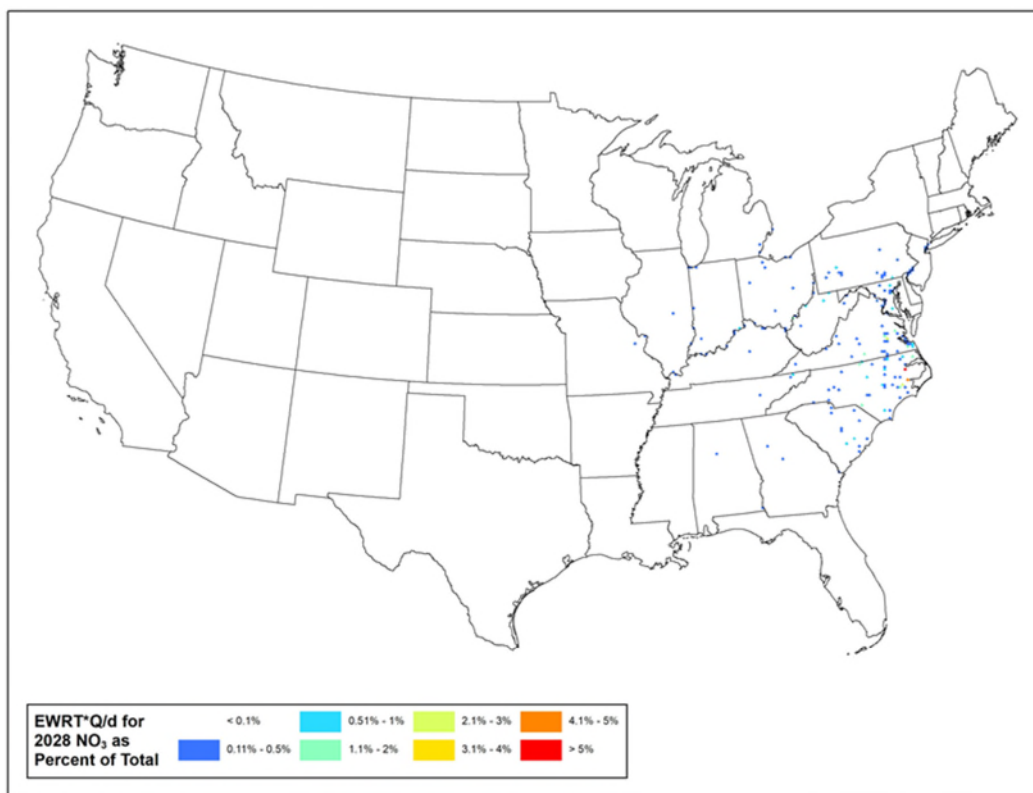 EWRT*Q/d for
2028 NO₃ as
Percent of Total
< 0.1%
0.11% - 0.5%
0.51% - 1%
1.1% - 2%
2.1% - 3%
3.1% - 4%
4.1% - 5%
> 5%